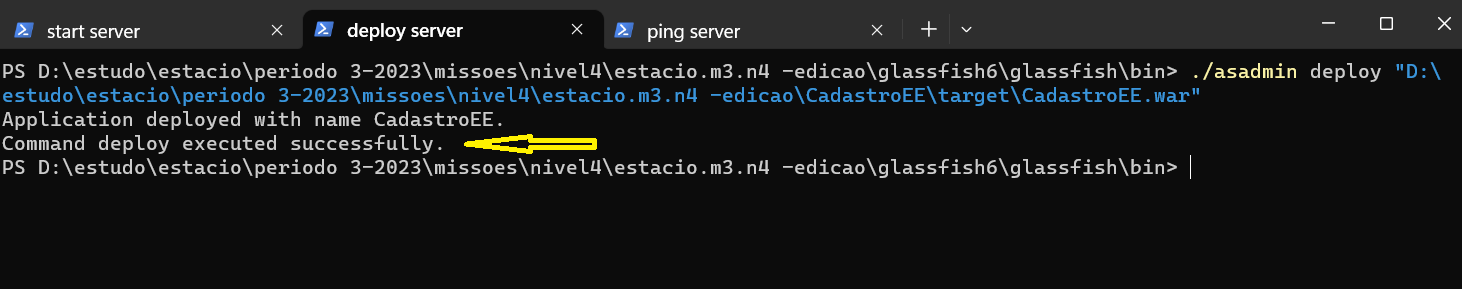 start server
deploy server
ping server
PS D:\estudo\estacio\periodo 3-2023\missoes\nivel4\estacio.m3.n4 -edicao\glassfish6\glassfish\bin> ./asadmin deploy "D:\
estudo\estacio\periodo 3-2023\missoes\nivel4\estacio.m3.n4 -edicao\CadastroEE\target\CadastroEE.war"
Application deployed with name CadastroEE.
Command deploy executed successfully.
PS D:\estudo\estacio\periodo 3-2023\missoes\nivel4\estacio.m3.n4 -edicao\glassfish6\glassfish\bin>